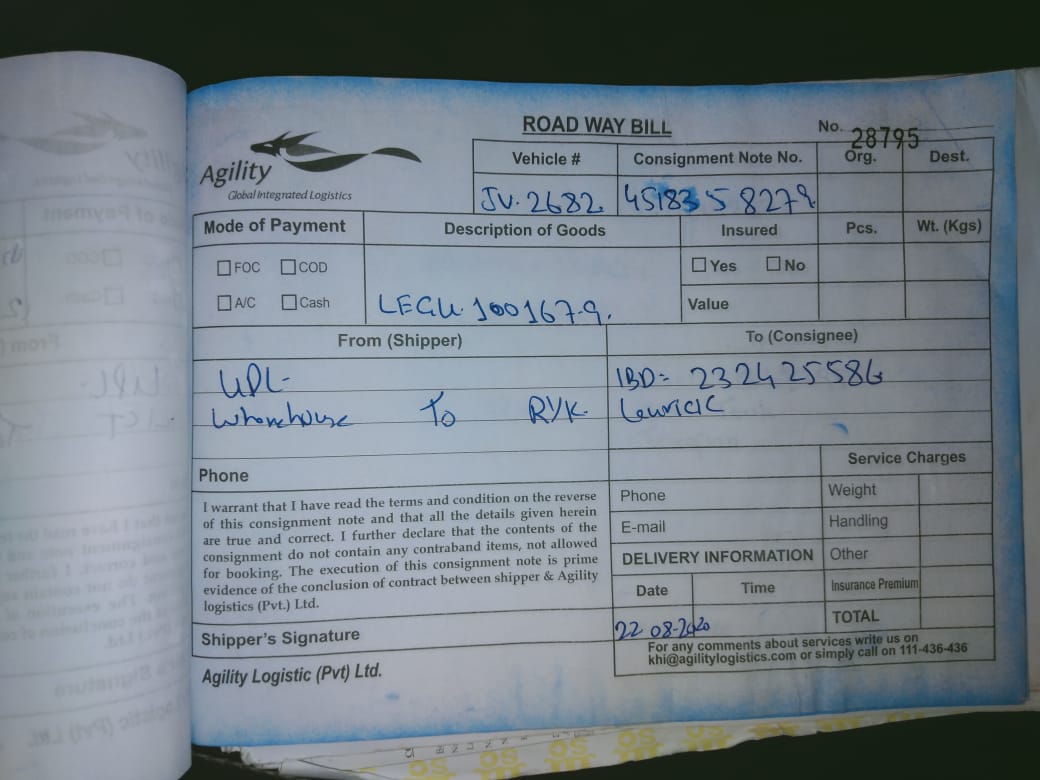 ROAD WAY BILL
No. 28795
Agility
Global Integrated Logistics
Vehicle # Consignment Note No. Org. Dest.
JV. 2682. 45183 5 8279
Mode of Payment Description of Goods Insured Pcs. Wt. (Kgs)
FOC COD Yes No
A/C Cash LEGU. 100167-9. Value
From (Shipper) To (Consignee)
UPL- IBD= 232425586
To RYK
Phone
Service Charges
I warrant that I have read the terms and condition on the reverse
of this consignment note and that all the details given herein
are true and correct. I further declare that the contents of the
consignment do not contain any contraband items, not allowed
for booking. The execution of this consignment note is prime
evidence of the conclusion of contract between shipper & Agility
logistics (Pvt.) Ltd.
Phone Weight
E-mail Handling
DELIVERY INFORMATION Other
Date Time Insurance Premium
22 08-2020 TOTAL
Shipper's Signature
For any comments about services write us on
khi@agilitylogistics.com or simply call on 111-436-436
Agility Logistic (Pvt) Ltd.